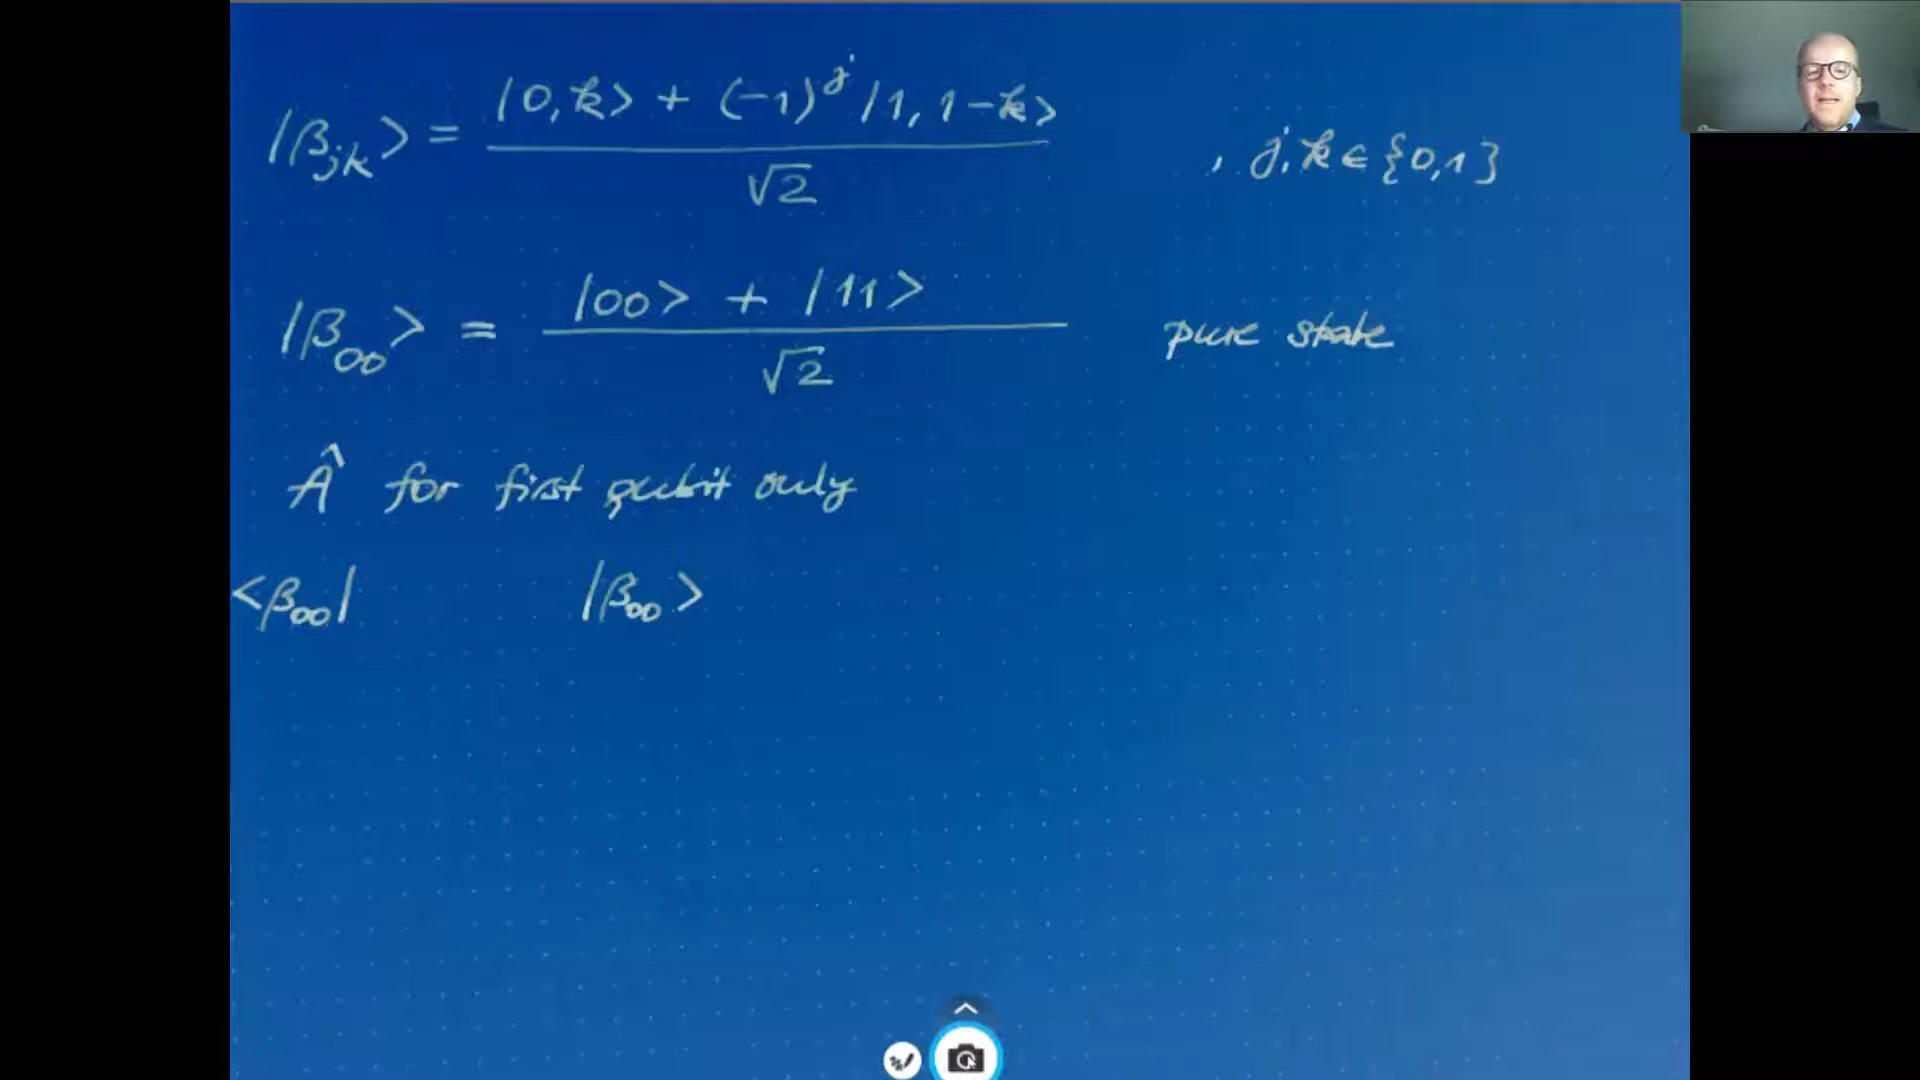 |β_jk> = (|0,k> + (-1)^j |1,1-k>) / √2 , j,k ∈ {0,1}
|β_00> = (|00> + |11>) / √2 pure state
Â for first qubit only
<β_00| |β_00>